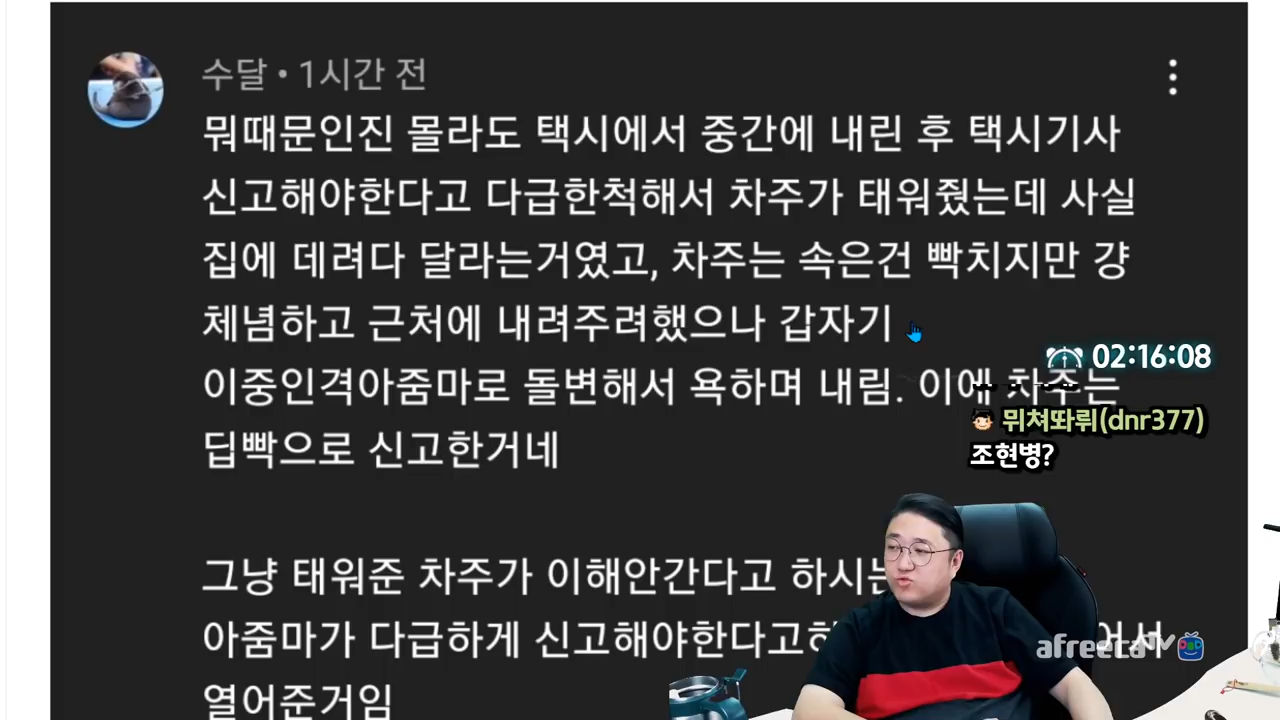 수달 • 1시간 전
뭐때문인진 몰라도 택시에서 중간에 내린 후 택시기사
신고해야한다고 다급한척해서 차주가 태워줬는데 사실
집에 데려다 달라는거였고, 차주는 속은건 빡치지만 걍
체념하고 근처에 내려주려했으나 갑자기
이중인격아줌마로 돌변해서 욕하며 내림. 이에 차주는
딥빡으로 신고한거네
02:16:08
뮈쳐똬뤼(dnr377)
조현병?
그냥 태워준 차주가 이해안간다고 하시는
아줌마가 다급하게 신고해야한다고
열어준거임
afreecaTV